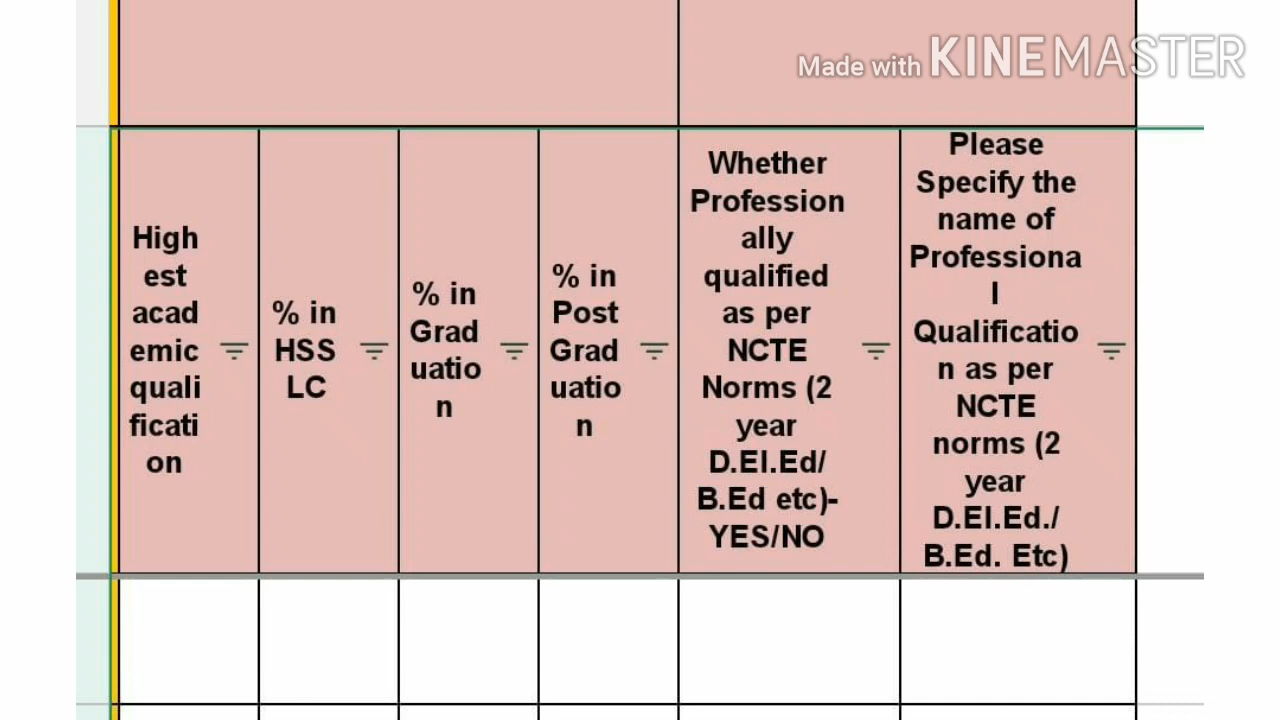 Made with KINEMASTER
High
est
acad
emic
quali
ficati
on
% in
HSS
LC
% in
Grad
uatio
n
% in
Post
Grad
uatio
n
Whether
Profession
ally
qualified
as per
NCTE
Norms (2
year
D.El.Ed/
B.Ed etc)-
YES/NO
Please
Specify the
name of
Professiona
l
Qualificatio
n as per
NCTE
norms (2
year
D.El.Ed./
B.Ed. Etc)